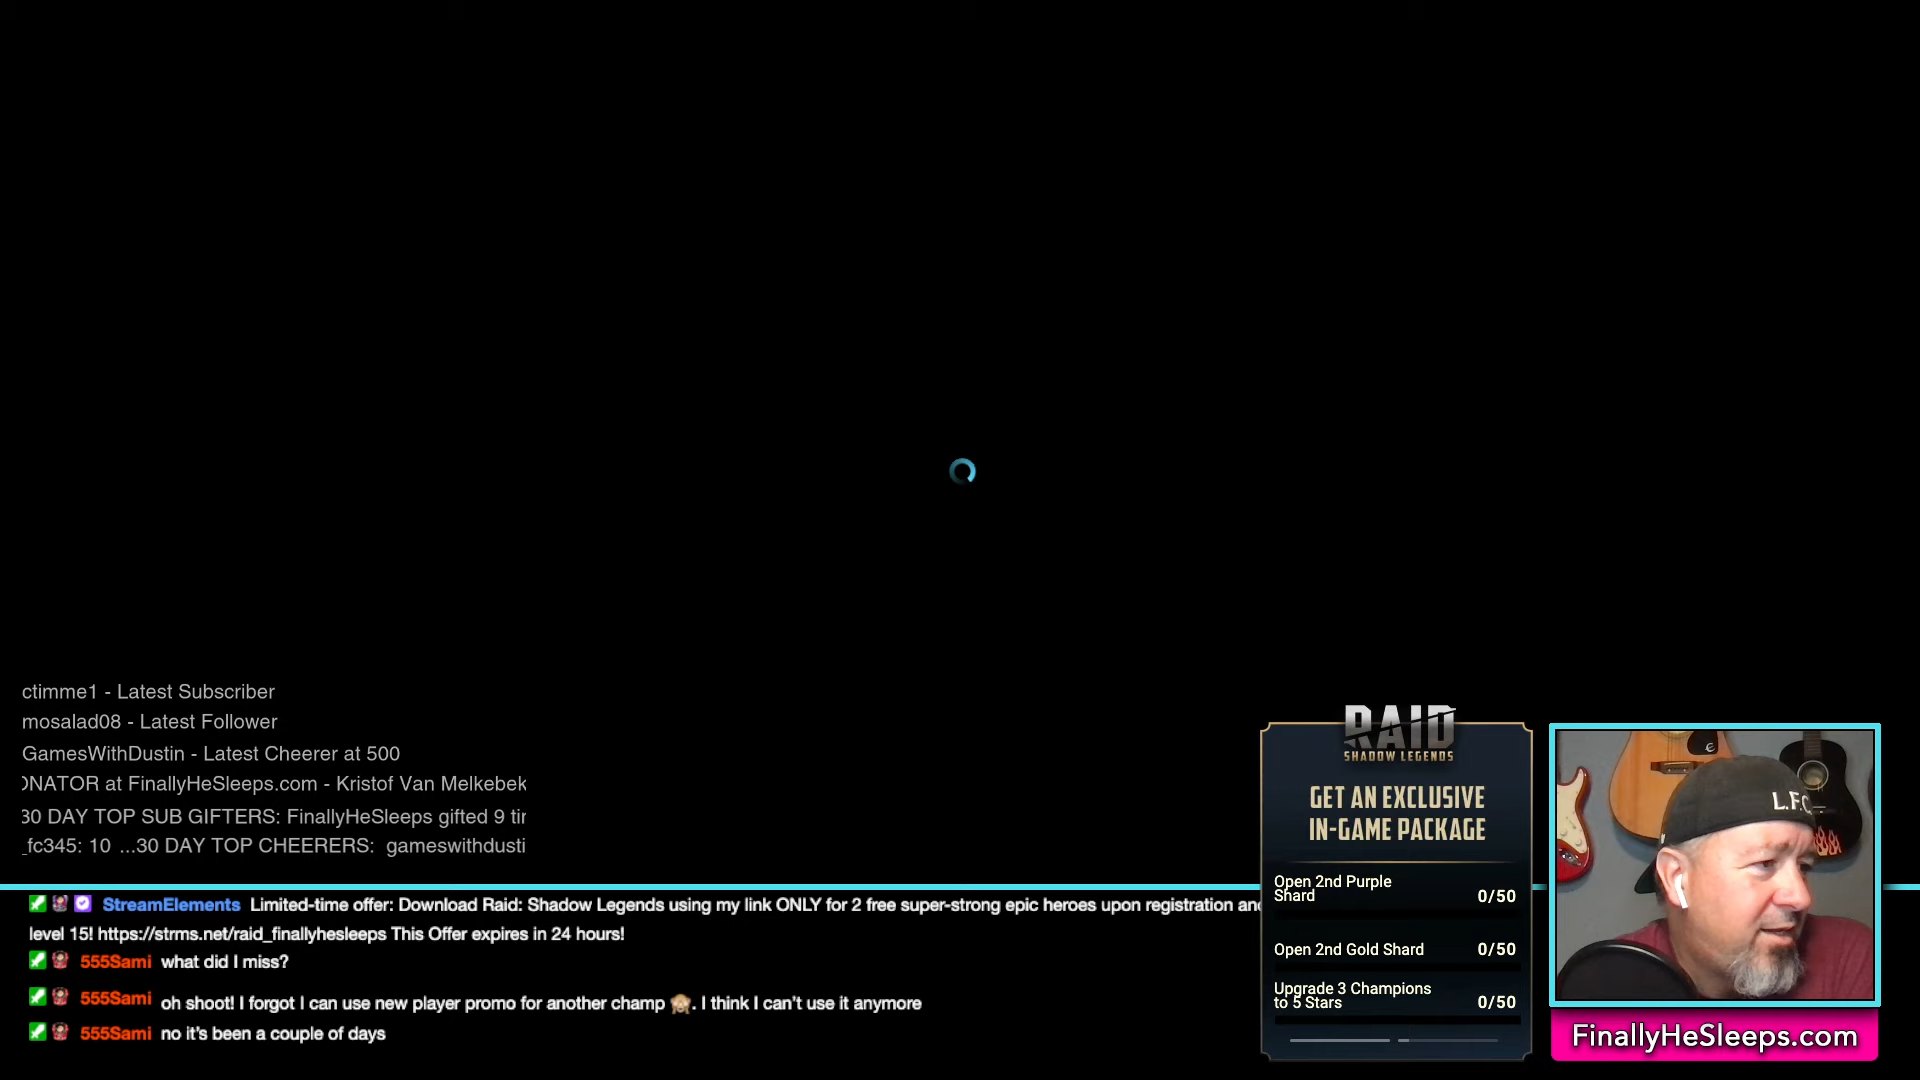 ctimme1 - Latest Subscriber
mosalad08 - Latest Follower
GamesWithDustin - Latest Cheerer at 500
ONATOR at FinallyHeSleeps.com - Kristof Van Melkebek
30 DAY TOP SUB GIFTERS: FinallyHeSleeps gifted 9 tir
_fc345: 10 ...30 DAY TOP CHEERERS: gameswithdusti
StreamElements Limited-time offer: Download Raid: Shadow Legends using my link ONLY for 2 free super-strong epic heroes upon registration and
level 15! https://strms.net/raid_finallyhesleeps This Offer expires in 24 hours!
555Sami what did I miss?
555Sami oh shoot! I forgot I can use new player promo for another champ 🙈. I think I can't use it anymore
555Sami no it's been a couple of days
RAID
SHADOW LEGENDS
GET AN EXCLUSIVE
IN-GAME PACKAGE
Open 2nd Purple
Shard 0/50
Open 2nd Gold Shard 0/50
Upgrade 3 Champions
to 5 Stars 0/50
L.F.C.
FinallyHeSleeps.com